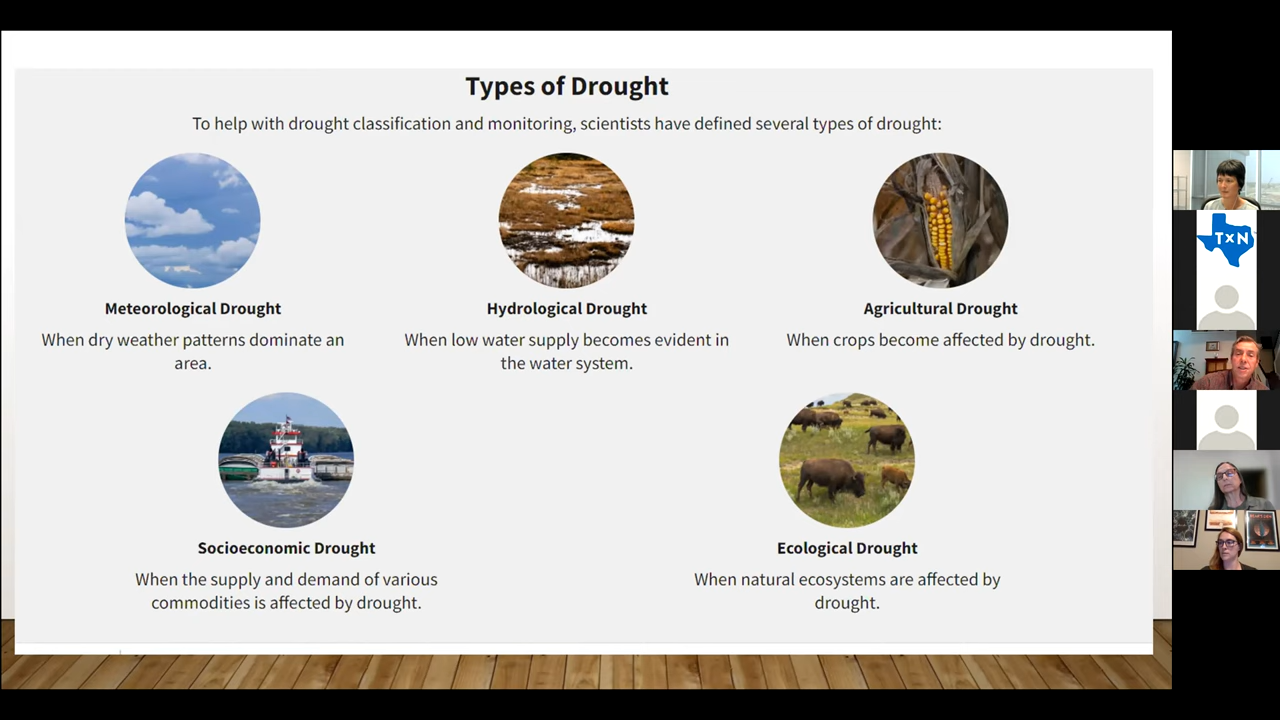 Types of Drought
To help with drought classification and monitoring, scientists have defined several types of drought:
Meteorological Drought
When dry weather patterns dominate an
area.
Hydrological Drought
When low water supply becomes evident in
the water system.
Agricultural Drought
When crops become affected by drought.
Socioeconomic Drought
When the supply and demand of various
commodities is affected by drought.
Ecological Drought
When natural ecosystems are affected by
drought.
TXN